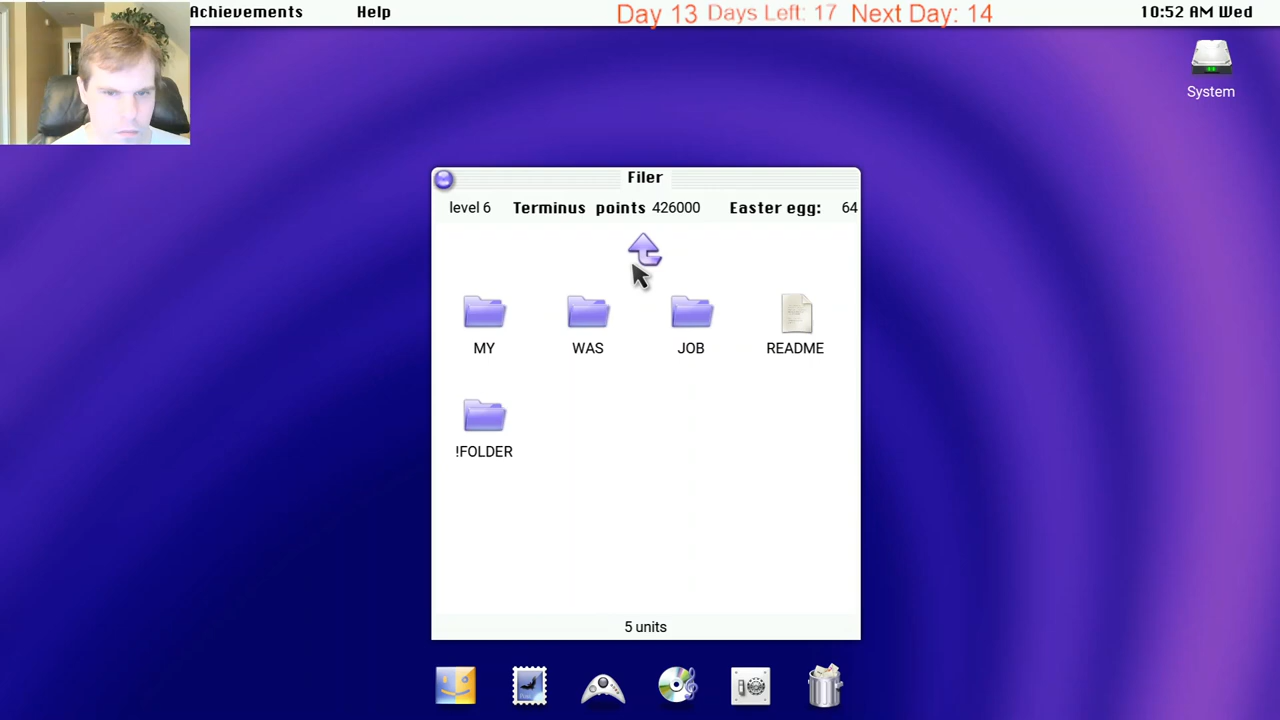 Achievements Help Day 13 Days Left: 17 Next Day: 14 10:52 AM Wed
System
Filer
level 6 Terminus points 426000 Easter egg: 64
MY WAS JOB README
!FOLDER
5 units